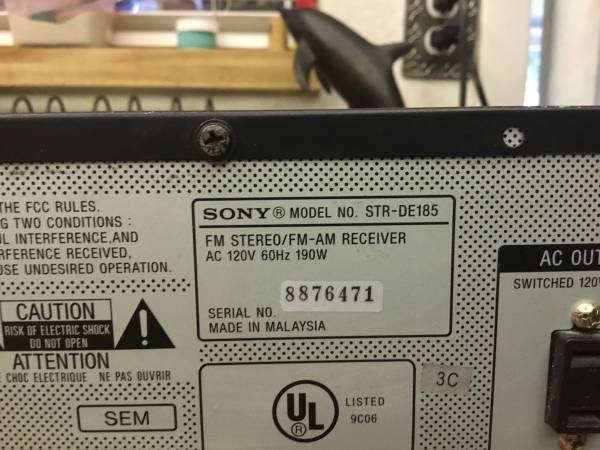 THE FCC RULES.
G TWO CONDITIONS :
UL INTERFERENCE,AND
RFERENCE RECEIVED,
USE UNDESIRED OPERATION.
CAUTION
RISK OF ELECTRIC SHOCK
DO NOT OPEN
ATTENTION
CHOC ELECTRIQUE NE PAS OUVRIR
SEM
SONY® MODEL NO. STR-DE185
FM STEREO/FM-AM RECEIVER
AC 120V 60Hz 190W
8876471
SERIAL NO.
MADE IN MALAYSIA
UL ®
LISTED
9C06
3C
AC OUT
SWITCHED 120V